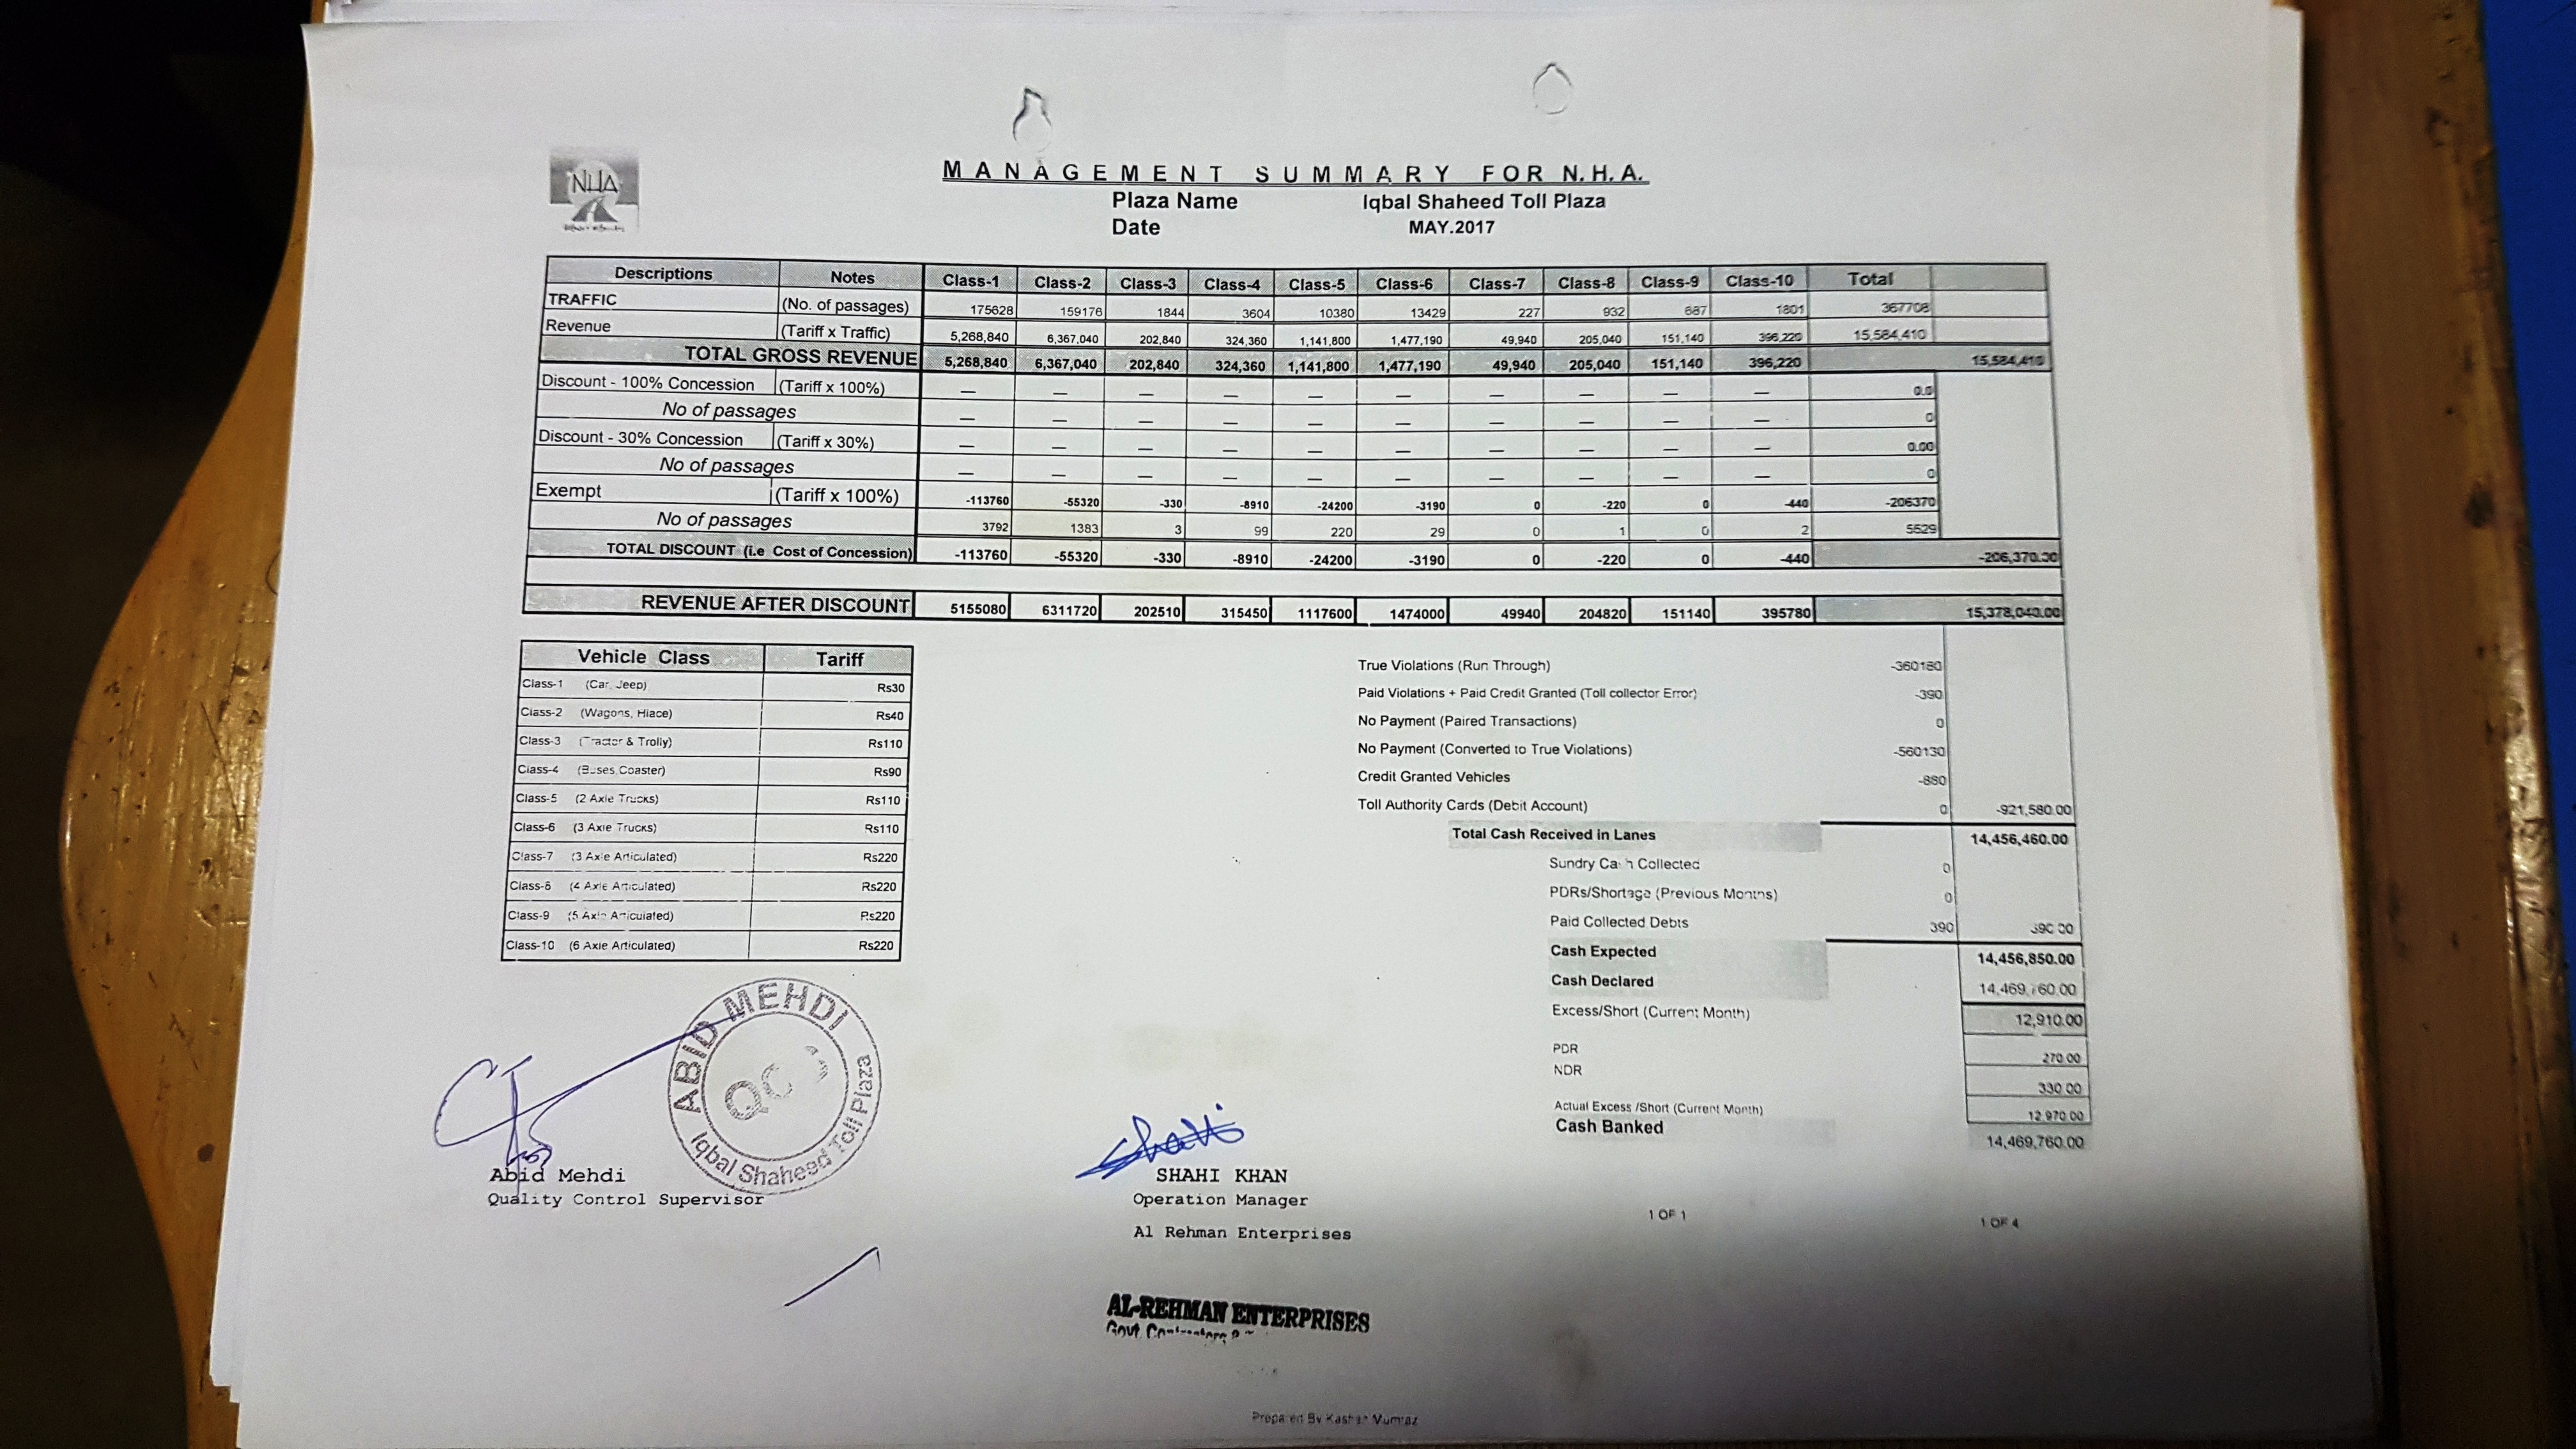 NHA
MANAGEMENT SUMMARY FOR N.H.A.
Plaza Name Iqbal Shaheed Toll Plaza
Date MAY.2017
Descriptions Notes Class-1 Class-2 Class-3 Class-4 Class-5 Class-6 Class-7 Class-8 Class-9 Class-10 Total
TRAFFIC (No. of passages) 175628 159176 1844 3604 10380 13429 227 932 687 1801 367708
Revenue (Tariff x Traffic) 5,268,840 6,367,040 202,840 324,360 1,141,800 1,477,190 49,940 205,040 151,140 396,220 15,584,410
TOTAL GROSS REVENUE 5,268,840 6,367,040 202,840 324,360 1,141,800 1,477,190 49,940 205,040 151,140 396,220 15,584,410
Discount - 100% Concession (Tariff x 100%) — — — — — — — — — — 0.0
No of passages — — — — — — — — — — 0
Discount - 30% Concession (Tariff x 30%) — — — — — — — — — — 0.00
No of passages — — — — — — — — — — 0
Exempt (Tariff x 100%) -113760 -55320 -330 -8910 -24200 -3190 0 -220 0 -440 -206370
No of passages 3792 1383 3 99 220 29 0 1 0 2 5529
TOTAL DISCOUNT (i.e Cost of Concession) -113760 -55320 -330 -8910 -24200 -3190 0 -220 0 -440 -206,370.00
REVENUE AFTER DISCOUNT 5155080 6311720 202510 315450 1117600 1474000 49940 204820 151140 395780 15,378,040.00
Vehicle Class Tariff
Class-1 (Car, Jeep) Rs30
Class-2 (Wagons, Hiace) Rs40
Class-3 (Tractor & Trolly) Rs110
Class-4 (Buses Coaster) Rs90
Class-5 (2 Axle Trucks) Rs110
Class-6 (3 Axle Trucks) Rs110
Class-7 (3 Axle Articulated) Rs220
Class-8 (4 Axle Articulated) Rs220
Class-9 (5 Axle Articulated) Rs220
Class-10 (6 Axle Articulated) Rs220
True Violations (Run Through) -360180
Paid Violations + Paid Credit Granted (Toll collector Error) -390
No Payment (Paired Transactions) 0
No Payment (Converted to True Violations) -560130
Credit Granted Vehicles -880
Toll Authority Cards (Debit Account) 0 -921,580.00
Total Cash Received in Lanes 14,456,460.00
Sundry Cash Collected 0
PDRs/Shortage (Previous Months) 0
Paid Collected Debts 390 390.00
Cash Expected 14,456,850.00
Cash Declared 14,469,760.00
Excess/Short (Current Month) 12,910.00
PDR 270.00
NDR 330.00
Actual Excess /Short (Current Month) 12,970.00
Cash Banked 14,469,760.00
ABID MEHDI
Iqbal Shaheed Toll Plaza
Abid Mehdi
Quality Control Supervisor
Shahi
SHAHI KHAN
Operation Manager
Al Rehman Enterprises
1 OF 1
1 OF 4
AL-REHMAN ENTERPRISES
Govt. Contractors
Prepared By Kashan Mumtaz